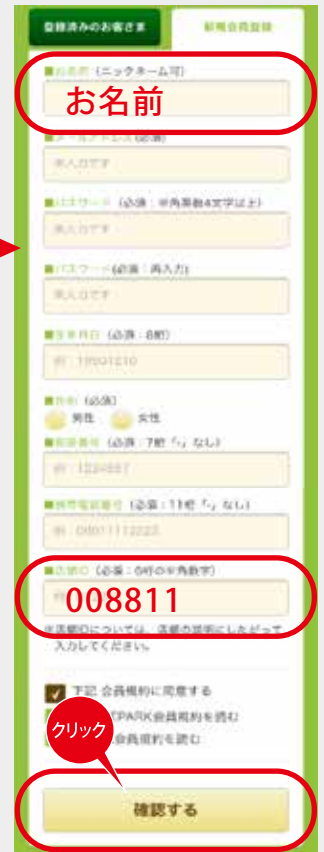 登録済みのお客さま
新規会員登録
■お名前 (ニックネーム可)
お名前
■メールアドレス(必須)
未入力です
■パスワード (必須：半角英数4文字以上)
未入力です
■パスワード(必須：再入力)
未入力です
■生年月日 (必須：8桁)
■性別 (必須)
男性 女性
■郵便番号 (必須：7桁「-」なし)
例：1234567
■携帯電話番号 (必須：11桁「-」なし)
■店舗ID (必須：6桁の半角数字)
008811
※店舗IDについては、店舗の説明にしたがって
入力してください。
下記 会員規約に同意する
PARK会員規約を読む
会員規約を読む
クリック
確認する